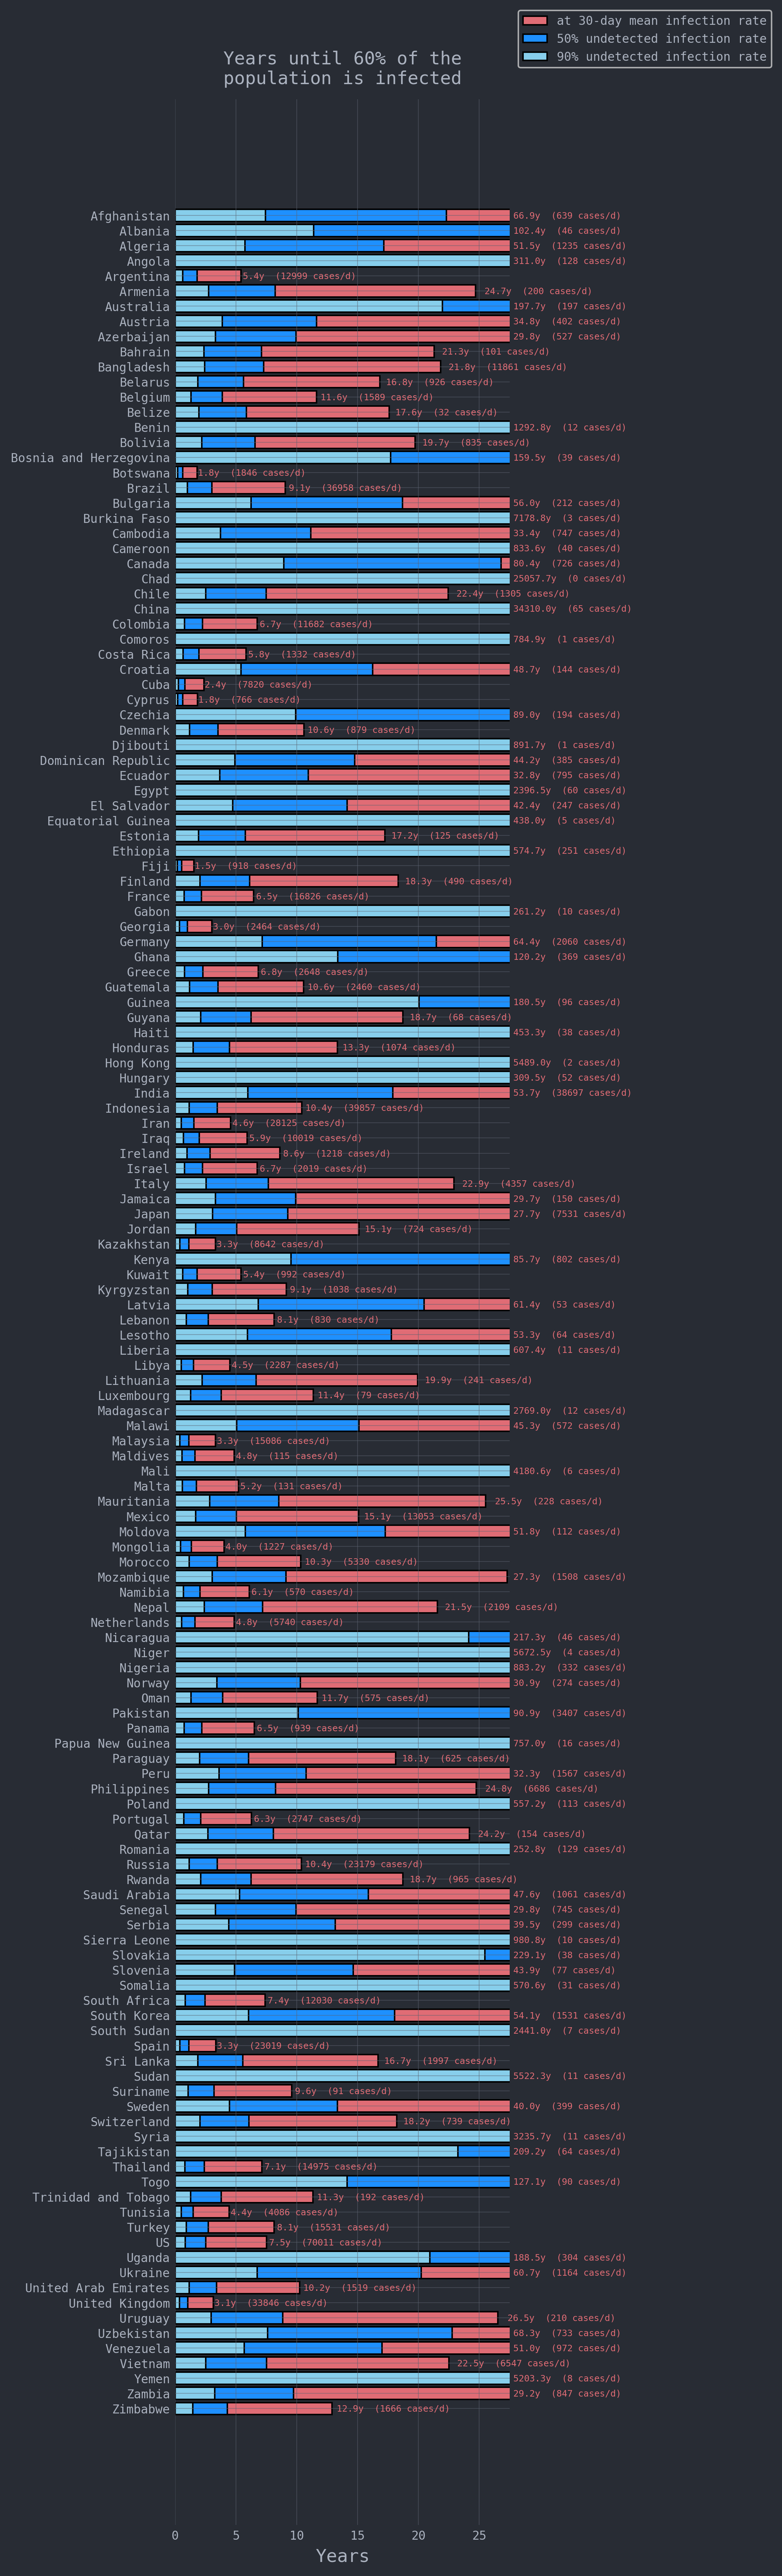 at 30-day mean infection rate
50% undetected infection rate
90% undetected infection rate
Years until 60% of the
population is infected
Afghanistan 66.9y (639 cases/d)
Albania 102.4y (46 cases/d)
Algeria 51.5y (1235 cases/d)
Angola 311.0y (128 cases/d)
Argentina 5.4y (12999 cases/d)
Armenia 24.7y (200 cases/d)
Australia 197.7y (197 cases/d)
Austria 34.8y (402 cases/d)
Azerbaijan 29.8y (527 cases/d)
Bahrain 21.3y (101 cases/d)
Bangladesh 21.8y (11861 cases/d)
Belarus 16.8y (926 cases/d)
Belgium 11.6y (1589 cases/d)
Belize 17.6y (32 cases/d)
Benin 1292.8y (12 cases/d)
Bolivia 19.7y (835 cases/d)
Bosnia and Herzegovina 159.5y (39 cases/d)
Botswana 1.8y (1846 cases/d)
Brazil 9.1y (36958 cases/d)
Bulgaria 56.0y (212 cases/d)
Burkina Faso 7178.8y (3 cases/d)
Cambodia 33.4y (747 cases/d)
Cameroon 833.6y (40 cases/d)
Canada 80.4y (726 cases/d)
Chad 25057.7y (0 cases/d)
Chile 22.4y (1305 cases/d)
China 34310.0y (65 cases/d)
Colombia 6.7y (11682 cases/d)
Comoros 784.9y (1 cases/d)
Costa Rica 5.8y (1332 cases/d)
Croatia 48.7y (144 cases/d)
Cuba 2.4y (7820 cases/d)
Cyprus 1.8y (766 cases/d)
Czechia 89.0y (194 cases/d)
Denmark 10.6y (879 cases/d)
Djibouti 891.7y (1 cases/d)
Dominican Republic 44.2y (385 cases/d)
Ecuador 32.8y (795 cases/d)
Egypt 2396.5y (60 cases/d)
El Salvador 42.4y (247 cases/d)
Equatorial Guinea 438.0y (5 cases/d)
Estonia 17.2y (125 cases/d)
Ethiopia 574.7y (251 cases/d)
Fiji 1.5y (918 cases/d)
Finland 18.3y (490 cases/d)
France 6.5y (16826 cases/d)
Gabon 261.2y (10 cases/d)
Georgia 3.0y (2464 cases/d)
Germany 64.4y (2060 cases/d)
Ghana 120.2y (369 cases/d)
Greece 6.8y (2648 cases/d)
Guatemala 10.6y (2460 cases/d)
Guinea 180.5y (96 cases/d)
Guyana 18.7y (68 cases/d)
Haiti 453.3y (38 cases/d)
Honduras 13.3y (1074 cases/d)
Hong Kong 5489.0y (2 cases/d)
Hungary 309.5y (52 cases/d)
India 53.7y (38697 cases/d)
Indonesia 10.4y (39857 cases/d)
Iran 4.6y (28125 cases/d)
Iraq 5.9y (10019 cases/d)
Ireland 8.6y (1218 cases/d)
Israel 6.7y (2019 cases/d)
Italy 22.9y (4357 cases/d)
Jamaica 29.7y (150 cases/d)
Japan 27.7y (7531 cases/d)
Jordan 15.1y (724 cases/d)
Kazakhstan 3.3y (8642 cases/d)
Kenya 85.7y (802 cases/d)
Kuwait 5.4y (992 cases/d)
Kyrgyzstan 9.1y (1038 cases/d)
Latvia 61.4y (53 cases/d)
Lebanon 8.1y (830 cases/d)
Lesotho 53.3y (64 cases/d)
Liberia 607.4y (11 cases/d)
Libya 4.5y (2287 cases/d)
Lithuania 19.9y (241 cases/d)
Luxembourg 11.4y (79 cases/d)
Madagascar 2769.0y (12 cases/d)
Malawi 45.3y (572 cases/d)
Malaysia 3.3y (15086 cases/d)
Maldives 4.8y (115 cases/d)
Mali 4180.6y (6 cases/d)
Malta 5.2y (131 cases/d)
Mauritania 25.5y (228 cases/d)
Mexico 15.1y (13053 cases/d)
Moldova 51.8y (112 cases/d)
Mongolia 4.0y (1227 cases/d)
Morocco 10.3y (5330 cases/d)
Mozambique 27.3y (1508 cases/d)
Namibia 6.1y (570 cases/d)
Nepal 21.5y (2109 cases/d)
Netherlands 4.8y (5740 cases/d)
Nicaragua 217.3y (46 cases/d)
Niger 5672.5y (4 cases/d)
Nigeria 883.2y (332 cases/d)
Norway 30.9y (274 cases/d)
Oman 11.7y (575 cases/d)
Pakistan 90.9y (3407 cases/d)
Panama 6.5y (939 cases/d)
Papua New Guinea 757.0y (16 cases/d)
Paraguay 18.1y (625 cases/d)
Peru 32.3y (1567 cases/d)
Philippines 24.8y (6686 cases/d)
Poland 557.2y (113 cases/d)
Portugal 6.3y (2747 cases/d)
Qatar 24.2y (154 cases/d)
Romania 252.8y (129 cases/d)
Russia 10.4y (23179 cases/d)
Rwanda 18.7y (965 cases/d)
Saudi Arabia 47.6y (1061 cases/d)
Senegal 29.8y (745 cases/d)
Serbia 39.5y (299 cases/d)
Sierra Leone 980.8y (10 cases/d)
Slovakia 229.1y (38 cases/d)
Slovenia 43.9y (77 cases/d)
Somalia 570.6y (31 cases/d)
South Africa 7.4y (12030 cases/d)
South Korea 54.1y (1531 cases/d)
South Sudan 2441.0y (7 cases/d)
Spain 3.3y (23019 cases/d)
Sri Lanka 16.7y (1997 cases/d)
Sudan 5522.3y (11 cases/d)
Suriname 9.6y (91 cases/d)
Sweden 40.0y (399 cases/d)
Switzerland 18.2y (739 cases/d)
Syria 3235.7y (11 cases/d)
Tajikistan 209.2y (64 cases/d)
Thailand 7.1y (14975 cases/d)
Togo 127.1y (90 cases/d)
Trinidad and Tobago 11.3y (192 cases/d)
Tunisia 4.4y (4086 cases/d)
Turkey 8.1y (15531 cases/d)
US 7.5y (70011 cases/d)
Uganda 188.5y (304 cases/d)
Ukraine 60.7y (1164 cases/d)
United Arab Emirates 10.2y (1519 cases/d)
United Kingdom 3.1y (33846 cases/d)
Uruguay 26.5y (210 cases/d)
Uzbekistan 68.3y (733 cases/d)
Venezuela 51.0y (972 cases/d)
Vietnam 22.5y (6547 cases/d)
Yemen 5203.3y (8 cases/d)
Zambia 29.2y (847 cases/d)
Zimbabwe 12.9y (1666 cases/d)
0 5 10 15 20 25
Years